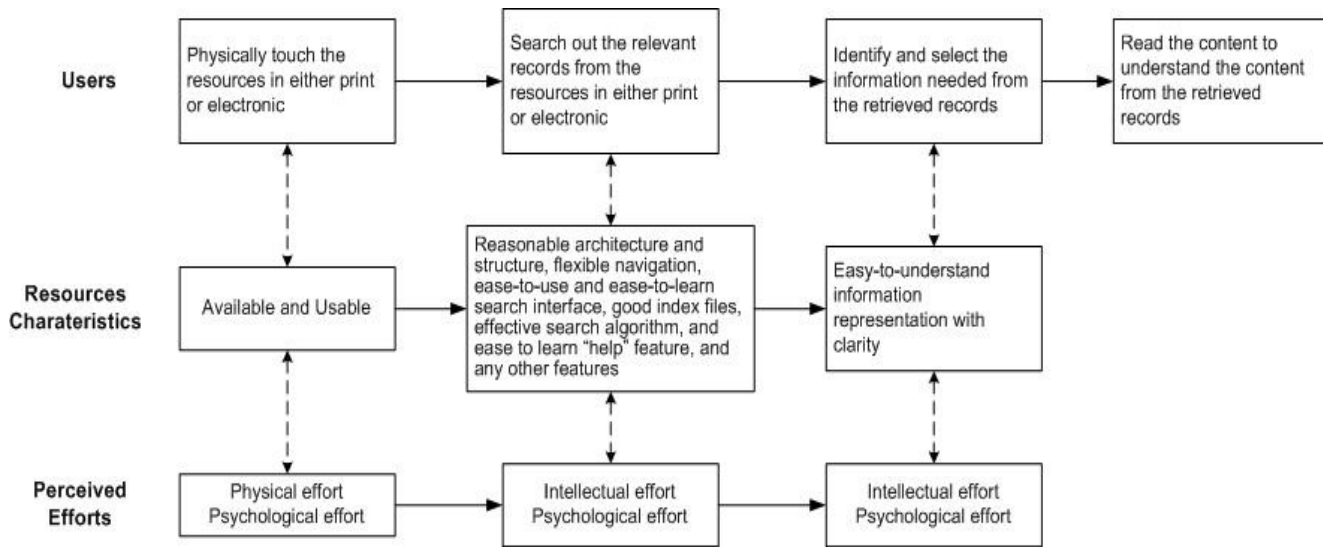 Users
Physically touch the
resources in either print
or electronic
Search out the relevant
records from the
resources in either print
or electronic
Identify and select the
information needed from
the retrieved records
Read the content to
understand the content
from the retrieved
records
Resources
Charateristics
Available and Usable
Reasonable architecture and
structure, flexible navigation,
ease-to-use and ease-to-learn
search interface, good index files,
effective search algorithm, and
ease to learn “help” feature, and
any other features
Easy-to-understand
information
representation with
clarity
Perceived
Efforts
Physical effort
Psychological effort
Intellectual effort
Psychological effort
Intellectual effort
Psychological effort